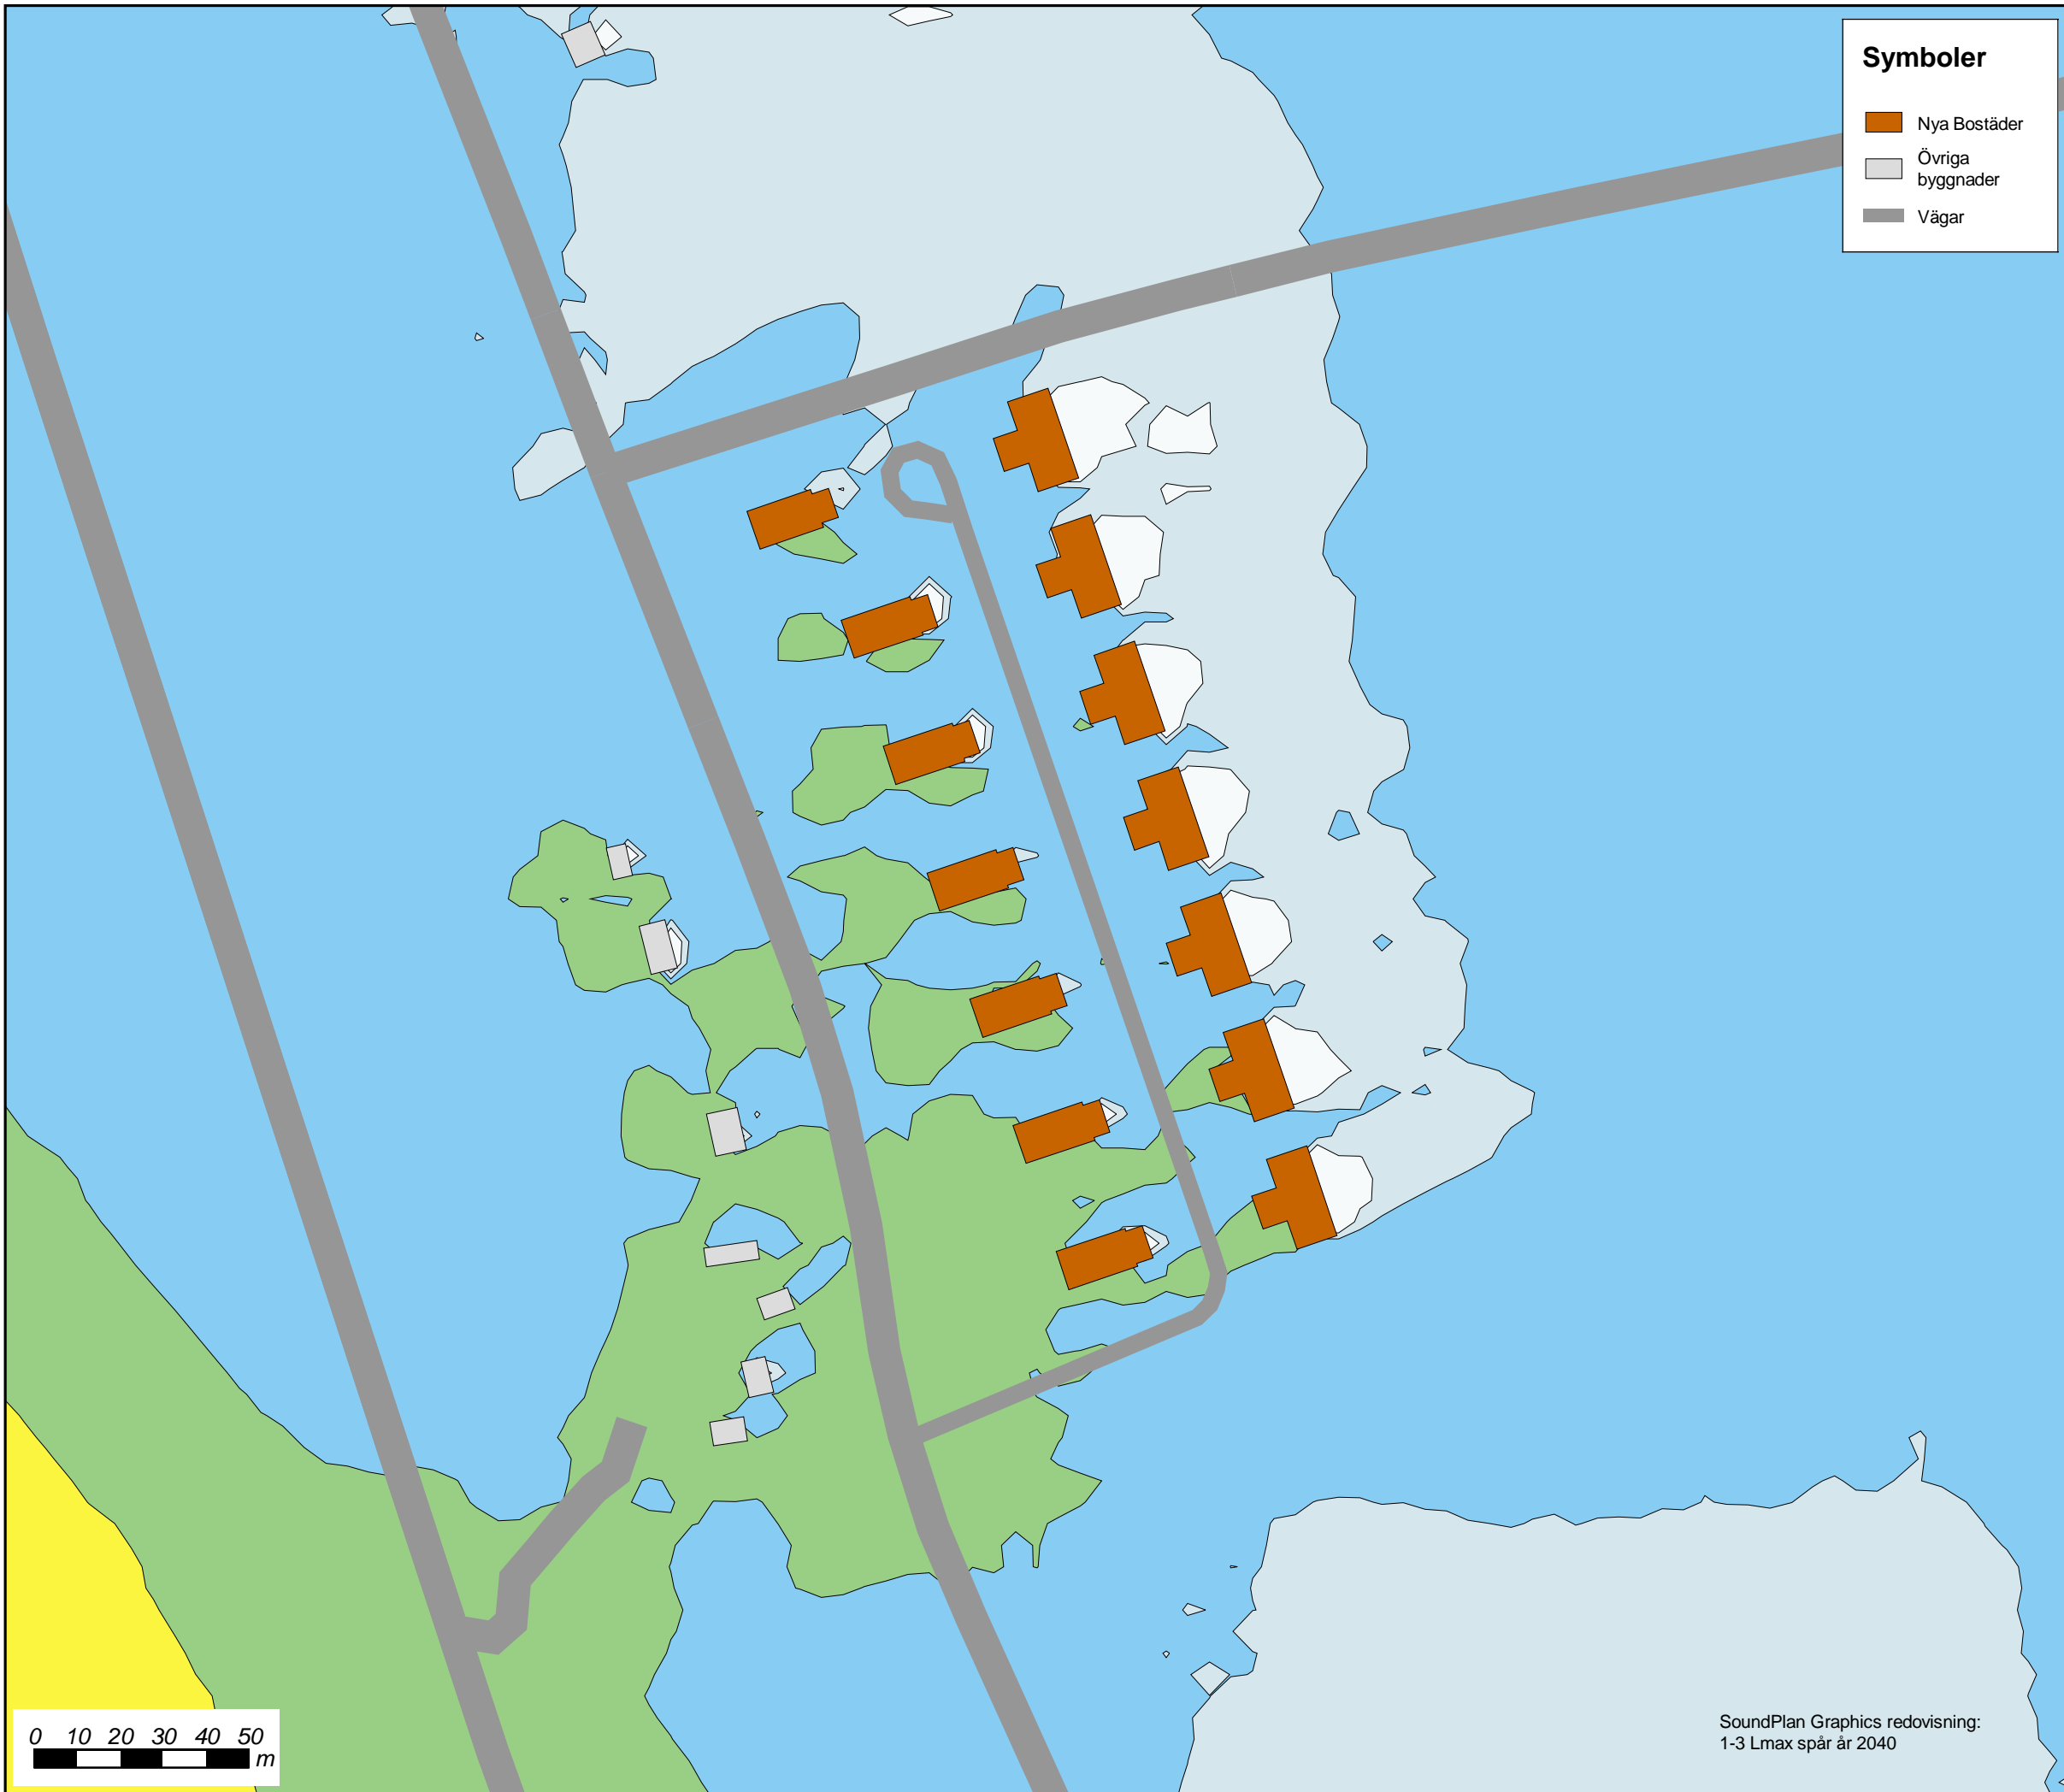 Symboler
Nya Bostäder
Övriga
byggnader
Vägar
0 10 20 30 40 50
m
SoundPlan Graphics redovisning:
1-3 Lmax spår år 2040